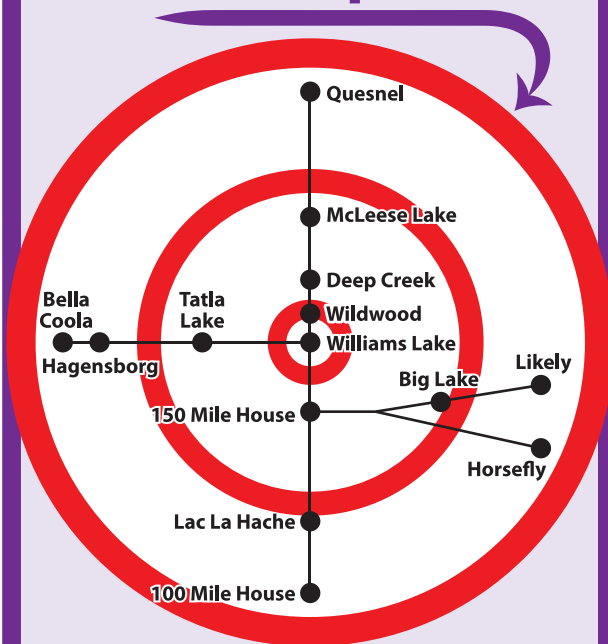 Quesnel
McLeese Lake
Deep Creek
Wildwood
Williams Lake
Bella
Coola
Hagensborg
Tatla
Lake
150 Mile House
Big Lake
Likely
Horsefly
Lac La Hache
100 Mile House